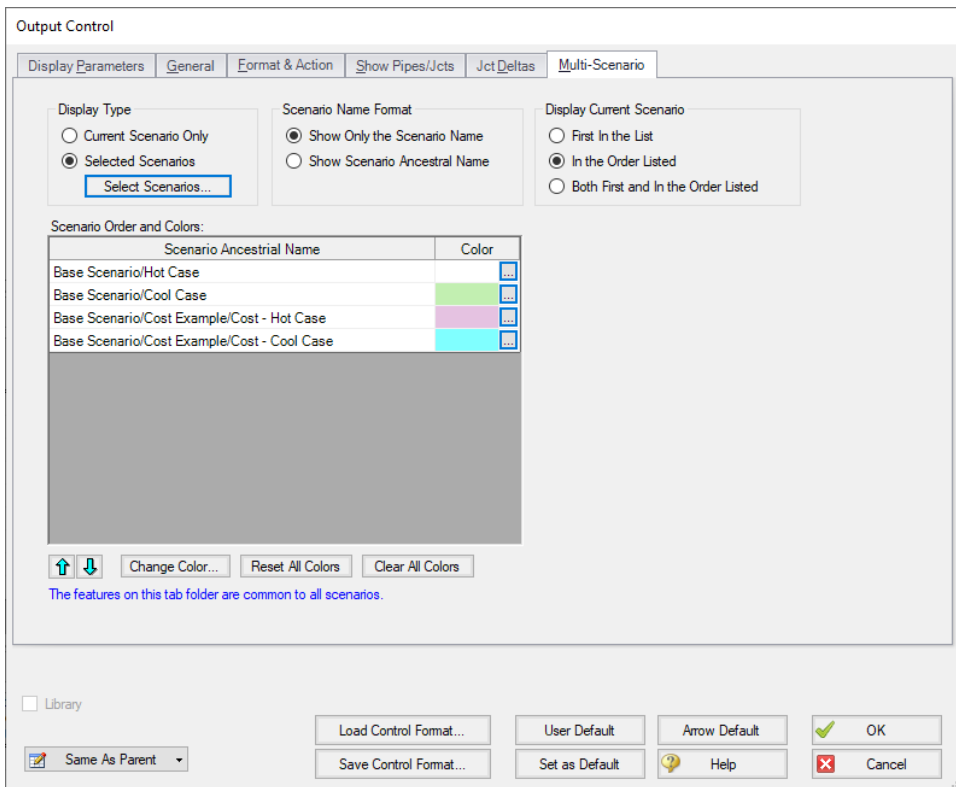 Output Control
Display Parameters General Format & Action Show Pipes/Jcts Jct Deltas Multi-Scenario
Display Type Scenario Name Format Display Current Scenario
Current Scenario Only Show Only the Scenario Name First In the List
Selected Scenarios Show Scenario Ancestral Name In the Order Listed
Select Scenarios... Both First and In the Order Listed
Scenario Order and Colors:
Scenario Ancestrial Name Color
Base Scenario/Hot Case ...
Base Scenario/Cool Case ...
Base Scenario/Cost Example/Cost - Hot Case ...
Base Scenario/Cost Example/Cost - Cool Case ...
Change Color... Reset All Colors Clear All Colors
The features on this tab folder are common to all scenarios.
Library
Load Control Format... User Default Arrow Default OK
Same As Parent Save Control Format... Set as Default Help Cancel